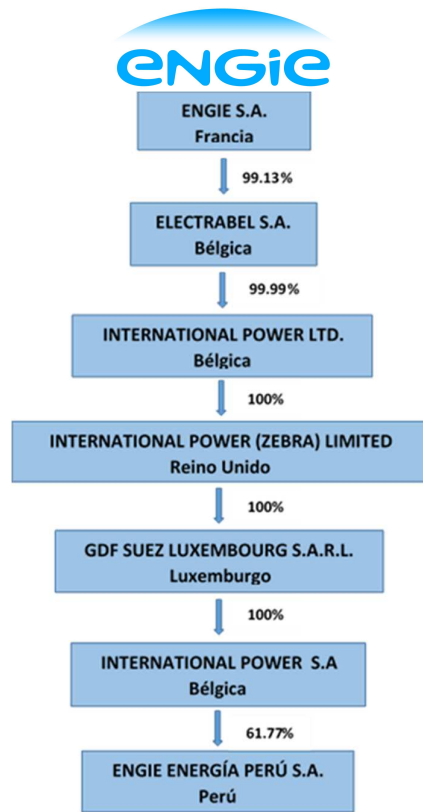 ENGIE
ENGIE S.A.
Francia
99.13%
ELECTRABEL S.A.
Bélgica
99.99%
INTERNATIONAL POWER LTD.
Bélgica
100%
INTERNATIONAL POWER (ZEBRA) LIMITED
Reino Unido
100%
GDF SUEZ LUXEMBOURG S.A.R.L.
Luxemburgo
100%
INTERNATIONAL POWER S.A
Bélgica
61.77%
ENGIE ENERGÍA PERÚ S.A.
Perú